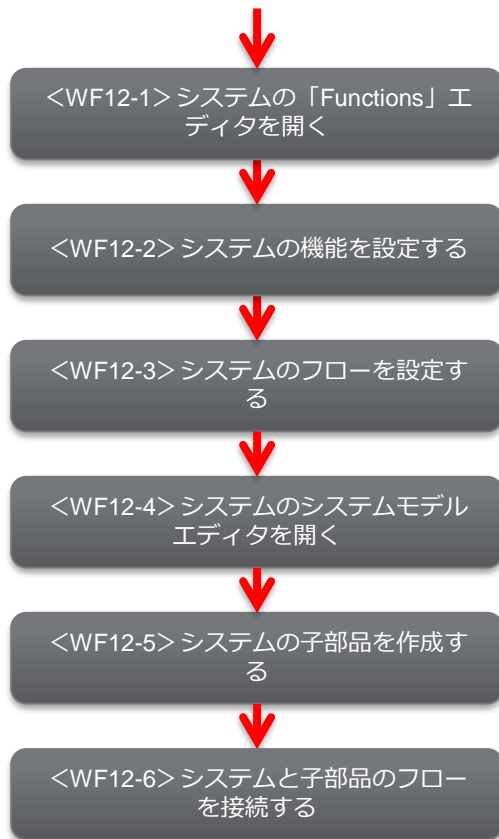 ＜WF12-1＞システムの「Functions」エ
ディタを開く
＜WF12-2＞システムの機能を設定する
＜WF12-3＞システムのフローを設定す
る
＜WF12-4＞システムのシステムモデル
エディタを開く
＜WF12-5＞システムの子部品を作成す
る
＜WF12-6＞システムと子部品のフロー
を接続する